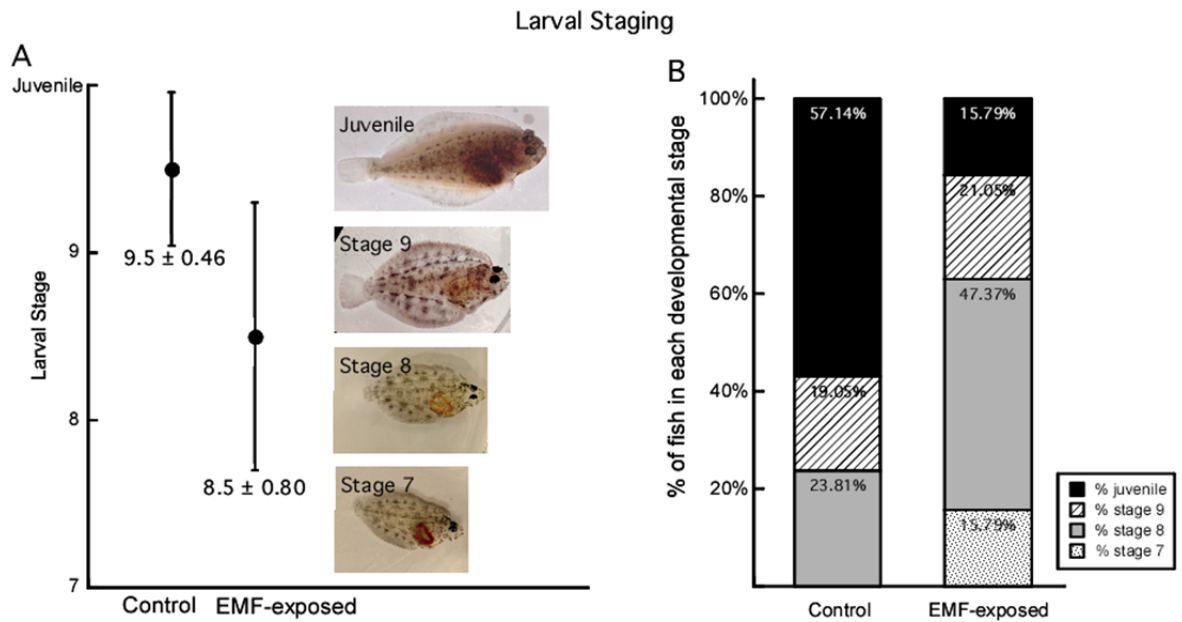 Larval Staging
A
Juvenile
9
8
7
Larval Stage
9.5 ± 0.46
8.5 ± 0.80
Control
EMF-exposed
Juvenile
Stage 9
Stage 8
Stage 7
B
% of fish in each developmental stage
100%
80%
60%
40%
20%
57.14%
19.05%
23.81%
15.79%
21.05%
47.37%
15.79%
Control
EMF-exposed
% juvenile
% stage 9
% stage 8
% stage 7